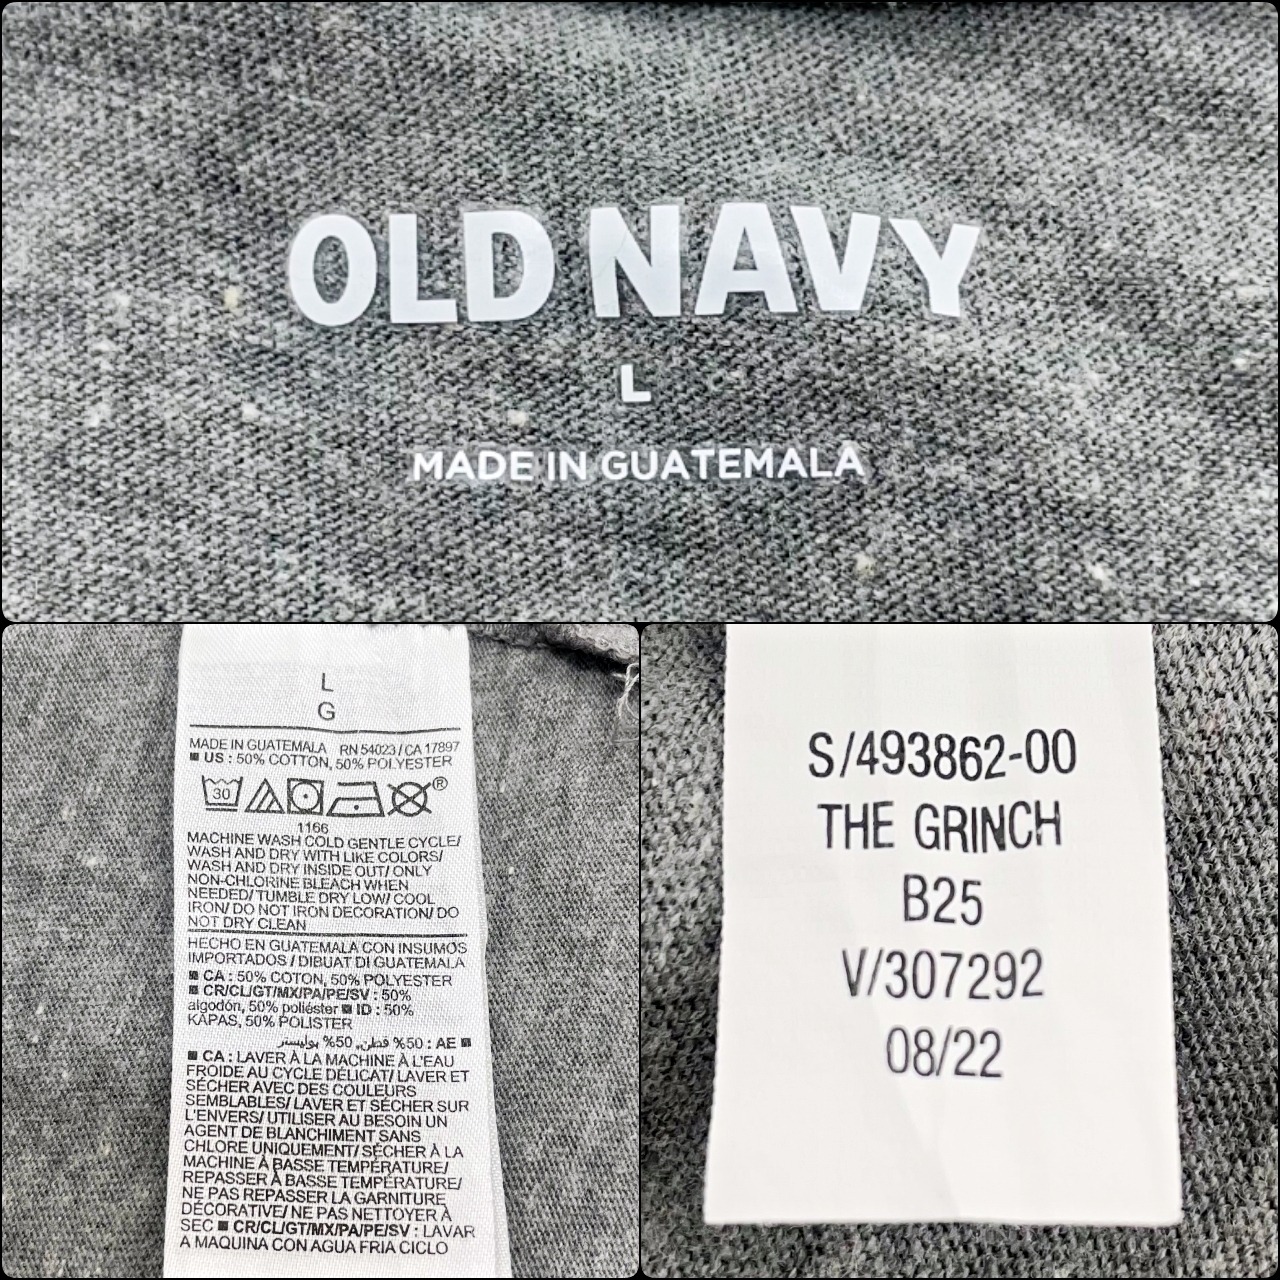 OLD NAVY
L
MADE IN GUATEMALA
L
G
MADE IN GUATEMALA RN 54023 / CA 17897
■ US : 50% COTTON, 50% POLYESTER
30
®
1166
MACHINE WASH COLD GENTLE CYCLE/
WASH AND DRY WITH LIKE COLORS/
WASH AND DRY INSIDE OUT/ ONLY
NON-CHLORINE BLEACH WHEN
NEEDED/ TUMBLE DRY LOW/ COOL
IRON/ DO NOT IRON DECORATION/ DO
NOT DRY CLEAN
HECHO EN GUATEMALA CON INSUMOS
IMPORTADOS / DIBUAT DI GUATEMALA
■ CA : 50% COTON, 50% POLYESTER
■ CR/CL/GT/MX/PA/PE/SV : 50%
algodón, 50% poliéster ■ ID : 50%
KAPAS, 50% POLISTER
■ AE : 50% قطن, 50% بوليستر
■ CA : LAVER À LA MACHINE À L'EAU
FROIDE AU CYCLE DÉLICAT/ LAVER ET
SÉCHER AVEC DES COULEURS
SEMBLABLES/ LAVER ET SÉCHER SUR
L'ENVERS/ UTILISER AU BESOIN UN
AGENT DE BLANCHIMENT SANS
CHLORE UNIQUEMENT/ SÉCHER À LA
MACHINE À BASSE TEMPÉRATURE/
REPASSER À BASSE TEMPÉRATURE/
NE PAS REPASSER LA GARNITURE
DÉCORATIVE/ NE PAS NETTOYER À
SEC ■ CR/CL/GT/MX/PA/PE/SV : LAVAR
A MAQUINA CON AGUA FRIA CICLO
S/493862-00
THE GRINCH
B25
V/307292
08/22